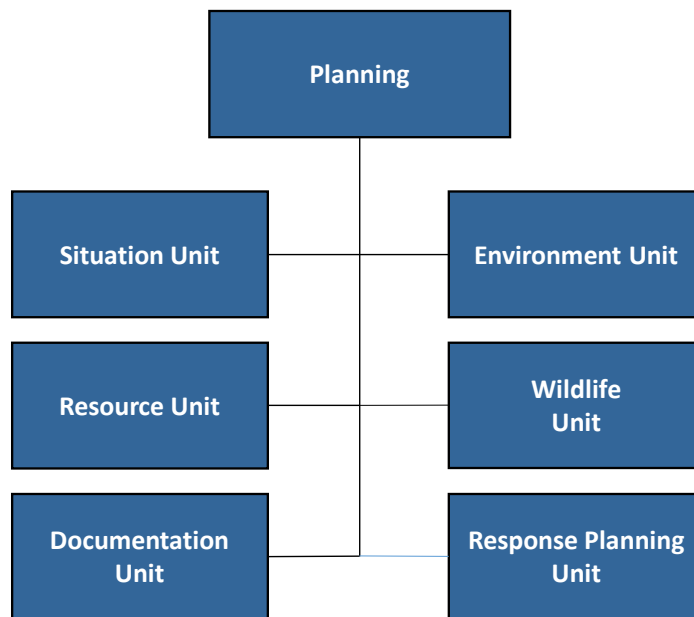 Planning
Situation Unit
Environment Unit
Resource Unit
Wildlife
Unit
Documentation
Unit
Response Planning
Unit